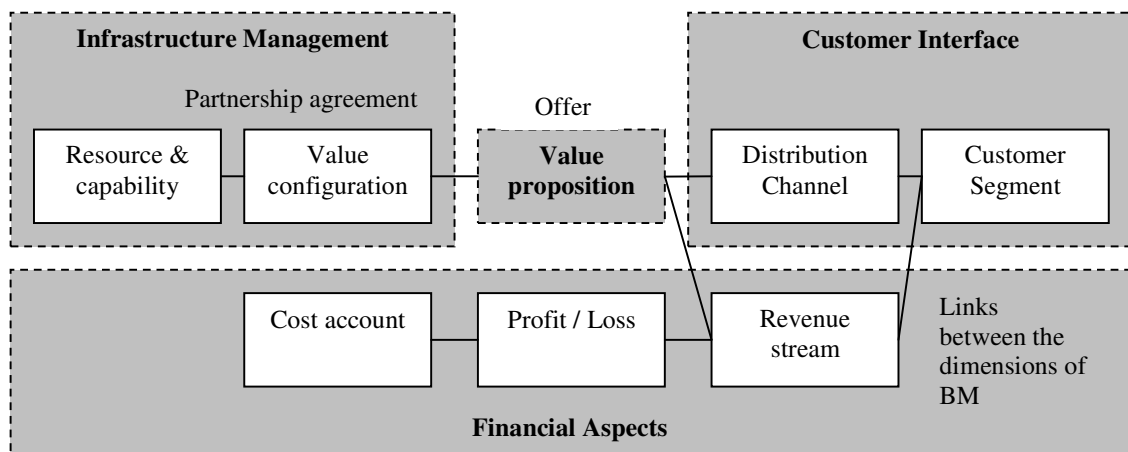 Infrastructure Management
Customer Interface
Partnership agreement
Offer
Resource &
capability
Value
configuration
Value
proposition
Distribution
Channel
Customer
Segment
Cost account
Profit / Loss
Revenue
stream
Links
between the
dimensions of
BM
Financial Aspects